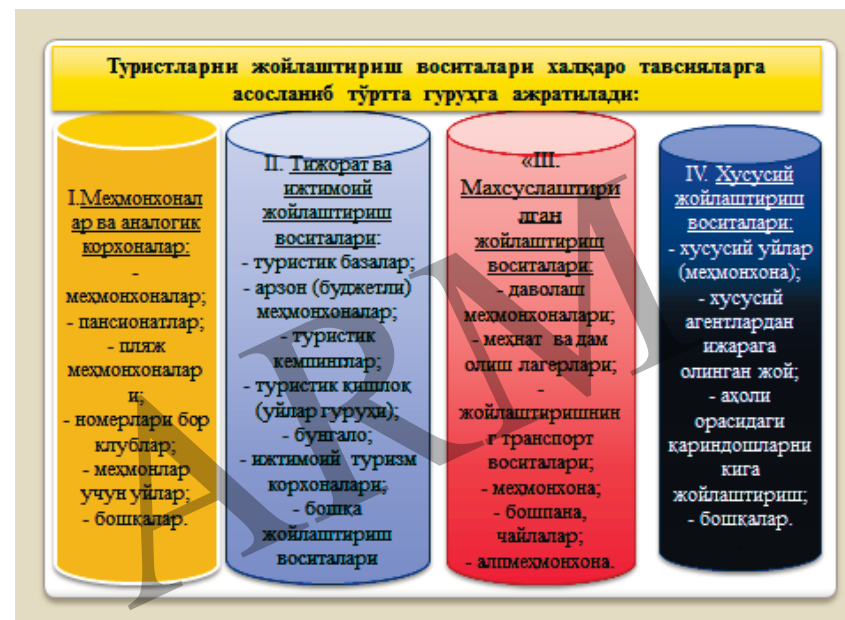 Туристларни жойлаштириш воситалари халқаро тавсияларга
асосланиб тўртта гуруҳга ажратилади:
I.Меҳмонхонал
ар ва аналогик
корхоналар:
-
меҳмонхоналар;
- пансионатлар;
- пляж
меҳмонхоналар
и;
- номерлари бор
клублар;
- меҳмонлар
учун уйлар;
- бошқалар.
II. Тижорат ва
ижтимоий
жойлаштириш
воситалари:
- туристик базалар;
- арзон (буджетли)
меҳмонхоналар;
- туристик
кемпинглар;
- туристик қишлоқ
(уйлар гуруҳи);
- бунгало;
- ижтимоий туризм
корхоналари;
- бошқа
жойлаштириш
воситалари
«III.
Махсуслаштири
лган
жойлаштириш
воситалари:
- даволаш
меҳмонхоналари;
- меҳнат ва дам
олиш лагерлари;
-
жойлаштиришнин
г транспорт
воситалари;
- меҳмонхона;
- бошпана,
чайлалар;
- алпмеҳмонхона.
IV. Хусусий
жойлаштириш
воситалари:
- хусусий уйлар
(меҳмонхона);
- хусусий
агентлардан
ижарага
олинган жой;
- аҳоли
орасидаги
қариндошларни
кига
жойлаштириш;
- бошқалар.
ARM